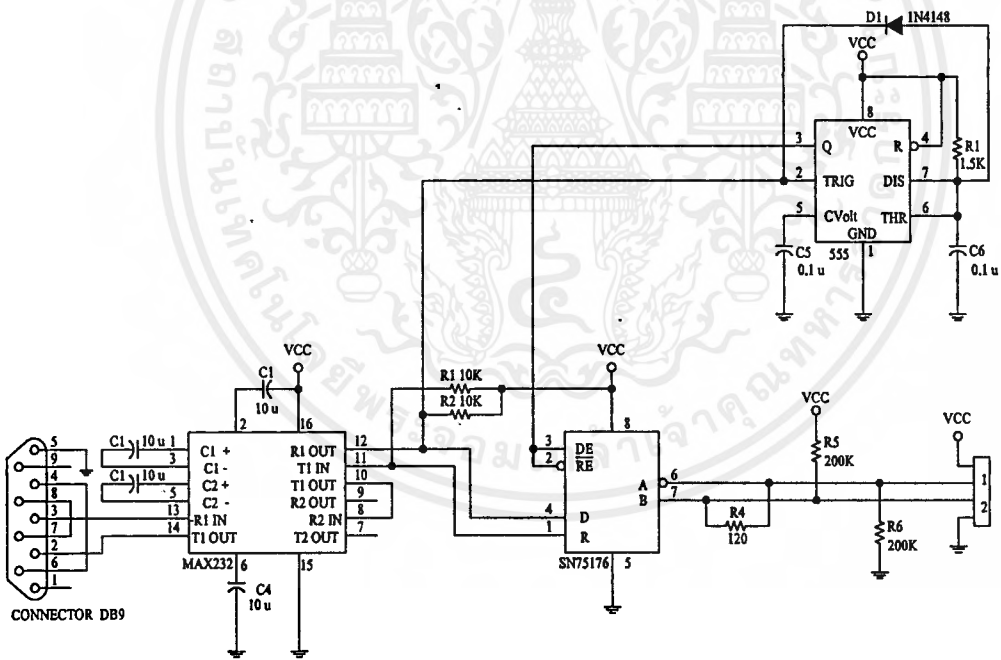 D1 1N4148
VCC
8
VCC
3 Q
R 4
R1
1.5K
2 TRIG
DIS 7
5 CVolt
THR 6
GND
C5
0.1 u
555
1
C6
0.1 u
VCC
C1
10 u
2
16
R1 10K
R2 10K
VCC
8
VCC
R5
200K
VCC
5
9
4
8
3
7
2
6
1
C1 10 u
C1 10 u
1 C1 +
3 C1 -
4 C2 +
5 C2 -
13 -R1 IN
14 T1 OUT
R1 OUT 12
T1 IN 11
T1 OUT 10
R2 OUT 9
R2 IN 8
T2 OUT 7
MAX232
6
15
C4
10 u
3 DE
2 RE
4 D
1 R
A 6
B 7
SN75176
5
R4
120
R6
200K
1
2
CONNECTOR DB9